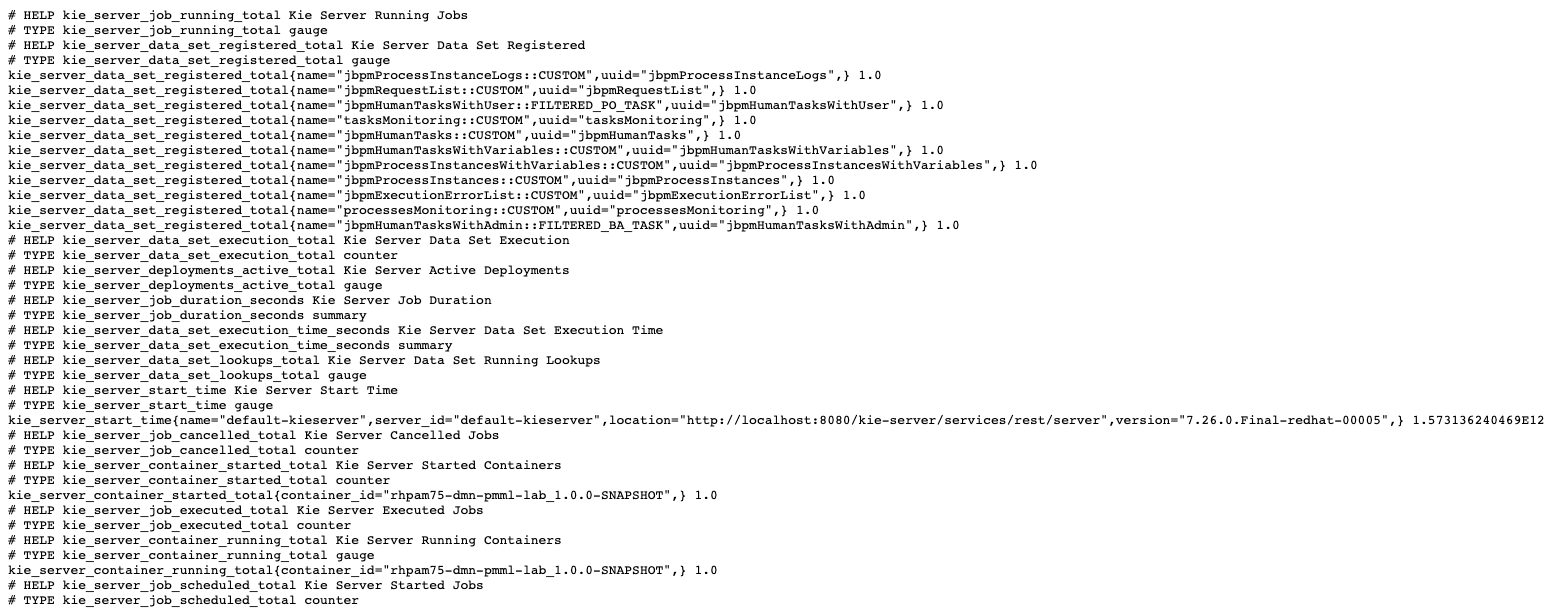 # HELP kie_server_job_running_total Kie Server Running Jobs
# TYPE kie_server_job_running_total gauge
# HELP kie_server_data_set_registered_total Kie Server Data Set Registered
# TYPE kie_server_data_set_registered_total gauge
kie_server_data_set_registered_total{name="jbpmProcessInstanceLogs::CUSTOM",uuid="jbpmProcessInstanceLogs",} 1.0
kie_server_data_set_registered_total{name="jbpmRequestList::CUSTOM",uuid="jbpmRequestList",} 1.0
kie_server_data_set_registered_total{name="jbpmHumanTasksWithUser::FILTERED_PO_TASK",uuid="jbpmHumanTasksWithUser",} 1.0
kie_server_data_set_registered_total{name="tasksMonitoring::CUSTOM",uuid="tasksMonitoring",} 1.0
kie_server_data_set_registered_total{name="jbpmHumanTasks::CUSTOM",uuid="jbpmHumanTasks",} 1.0
kie_server_data_set_registered_total{name="jbpmHumanTasksWithVariables::CUSTOM",uuid="jbpmHumanTasksWithVariables",} 1.0
kie_server_data_set_registered_total{name="jbpmProcessInstancesWithVariables::CUSTOM",uuid="jbpmProcessInstancesWithVariables",} 1.0
kie_server_data_set_registered_total{name="jbpmProcessInstances::CUSTOM",uuid="jbpmProcessInstances",} 1.0
kie_server_data_set_registered_total{name="jbpmExecutionErrorList::CUSTOM",uuid="jbpmExecutionErrorList",} 1.0
kie_server_data_set_registered_total{name="processesMonitoring::CUSTOM",uuid="processesMonitoring",} 1.0
kie_server_data_set_registered_total{name="jbpmHumanTasksWithAdmin::FILTERED_BA_TASK",uuid="jbpmHumanTasksWithAdmin",} 1.0
# HELP kie_server_data_set_execution_total Kie Server Data Set Execution
# TYPE kie_server_data_set_execution_total counter
# HELP kie_server_deployments_active_total Kie Server Active Deployments
# TYPE kie_server_deployments_active_total gauge
# HELP kie_server_job_duration_seconds Kie Server Job Duration
# TYPE kie_server_job_duration_seconds summary
# HELP kie_server_data_set_execution_time_seconds Kie Server Data Set Execution Time
# TYPE kie_server_data_set_execution_time_seconds summary
# HELP kie_server_data_set_lookups_total Kie Server Data Set Running Lookups
# TYPE kie_server_data_set_lookups_total gauge
# HELP kie_server_start_time Kie Server Start Time
# TYPE kie_server_start_time gauge
kie_server_start_time{name="default-kieserver",server_id="default-kieserver",location="http://localhost:8080/kie-server/services/rest/server",version="7.26.0.Final-redhat-00005",} 1.573136240469E12
# HELP kie_server_job_cancelled_total Kie Server Cancelled Jobs
# TYPE kie_server_job_cancelled_total counter
# HELP kie_server_container_started_total Kie Server Started Containers
# TYPE kie_server_container_started_total counter
kie_server_container_started_total{container_id="rhpam75-dmn-pmml-lab_1.0.0-SNAPSHOT",} 1.0
# HELP kie_server_job_executed_total Kie Server Executed Jobs
# TYPE kie_server_job_executed_total counter
# HELP kie_server_container_running_total Kie Server Running Containers
# TYPE kie_server_container_running_total gauge
kie_server_container_running_total{container_id="rhpam75-dmn-pmml-lab_1.0.0-SNAPSHOT",} 1.0
# HELP kie_server_job_scheduled_total Kie Server Started Jobs
# TYPE kie_server_job_scheduled_total counter